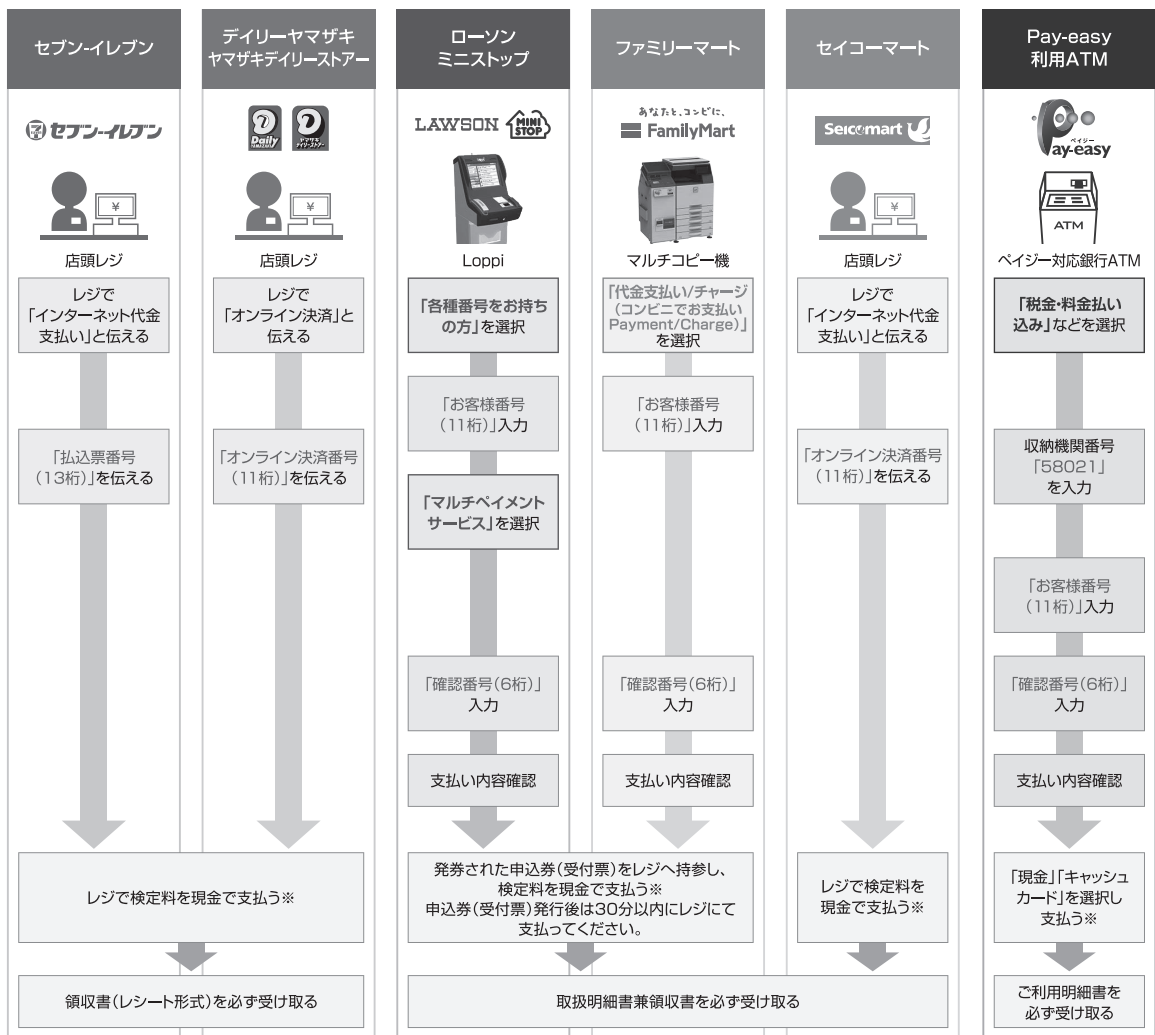 セブン-イレブン
セブン-イレブン
¥
店頭レジ
レジで
「インターネット代金
支払い」と伝える
「払込票番号
(13桁)」を伝える
デイリーヤマザキ
ヤマザキデイリーストアー
Daily
YAMAZAKI
ヤマザキ
デイリーストアー
¥
店頭レジ
レジで
「オンライン決済」と
伝える
「オンライン決済番号
(11桁)」を伝える
レジで検定料を現金で支払う※
領収書(レシート形式)を必ず受け取る
ローソン
ミニストップ
LAWSON
MINI
STOP
Loppi
「各種番号をお持ち
の方」を選択
「お客様番号
(11桁)」入力
「マルチペイメント
サービス」を選択
「確認番号(6桁)」
入力
支払い内容確認
ファミリーマート
あなたと、コンビに、
FamilyMart
マルチコピー機
「代金支払い/チャージ
(コンビニでお支払い
Payment/Charge)」
を選択
「お客様番号
(11桁)」入力
「確認番号(6桁)」
入力
支払い内容確認
発券された申込券(受付票)をレジへ持参し、
検定料を現金で支払う※
申込券(受付票)発行後は30分以内にレジにて
支払ってください。
セイコーマート
Seicomart
¥
店頭レジ
レジで
「インターネット代金
支払い」と伝える
「オンライン決済番号
(11桁)」を伝える
レジで検定料を
現金で支払う※
取扱明細書兼領収書を必ず受け取る
Pay-easy
利用ATM
ペイジー
Pay-easy
ATM
ペイジー対応銀行ATM
「税金・料金払い
込み」などを選択
収納機関番号
「58021」
を入力
「お客様番号
(11桁)」入力
「確認番号(6桁)」
入力
支払い内容確認
「現金」「キャッシュ
カード」を選択し
支払う※
ご利用明細書を
必ず受け取る